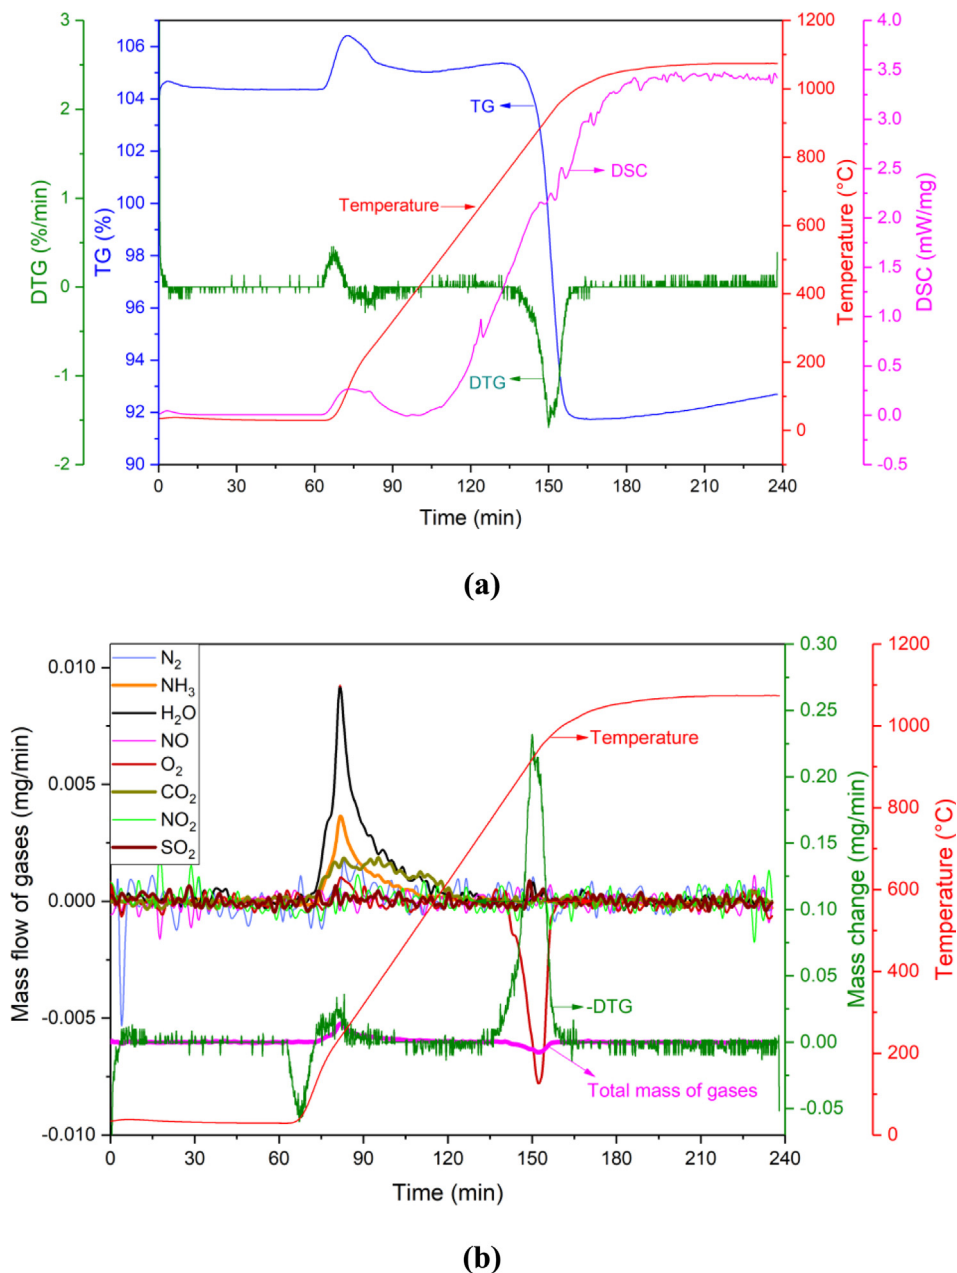 3
2
1
0
-1
-2
DTG (%/min)
106
104
102
100
98
96
94
92
90
TG (%)
TG
Temperature
DSC
DTG
1200
1000
800
600
400
200
0
Temperature (°C)
4.0
3.5
3.0
2.5
2.0
1.5
1.0
0.5
0.0
-0.5
DSC (mW/mg)
0 30 60 90 120 150 180 210 240
Time (min)
(a)
0.010
0.005
0.000
-0.005
-0.010
Mass flow of gases (mg/min)
N2
NH3
H2O
NO
O2
CO2
NO2
SO2
Temperature
-DTG
Total mass of gases
0.30
0.25
0.20
0.15
0.10
0.05
0.00
-0.05
Mass change (mg/min)
1200
1000
800
600
400
200
0
Temperature (°C)
0 30 60 90 120 150 180 210 240
Time (min)
(b)